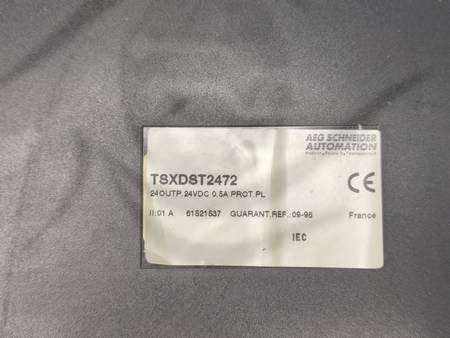 AEG SCHNEIDER
AUTOMATION
TSXDST2472
24OUTP.24VDC 0.5A PROT.PL
II:01 A 61521537 GUARANT.REF.:09-95 France
IEC
CE